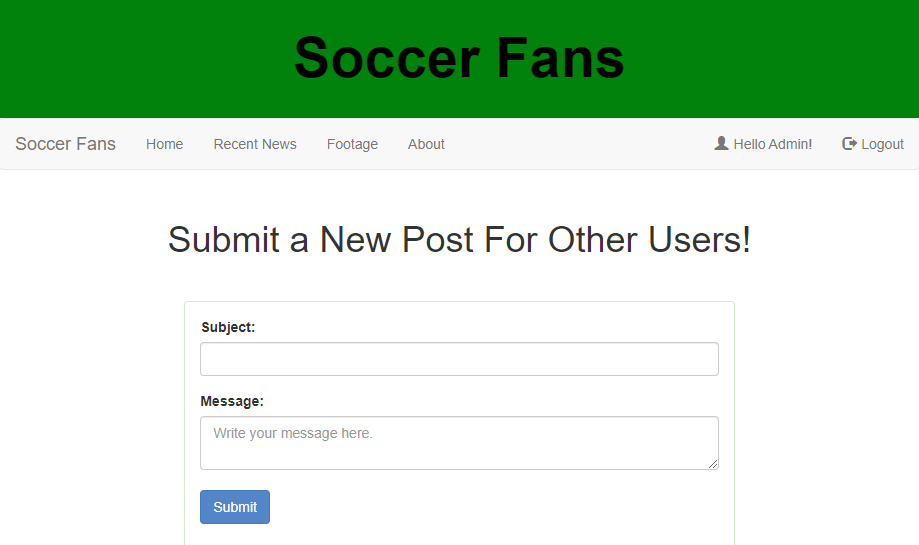 Soccer Fans
Soccer Fans Home Recent News Footage About Hello Admin! Logout
Submit a New Post For Other Users!
Subject:
Message:
Write your message here.
Submit